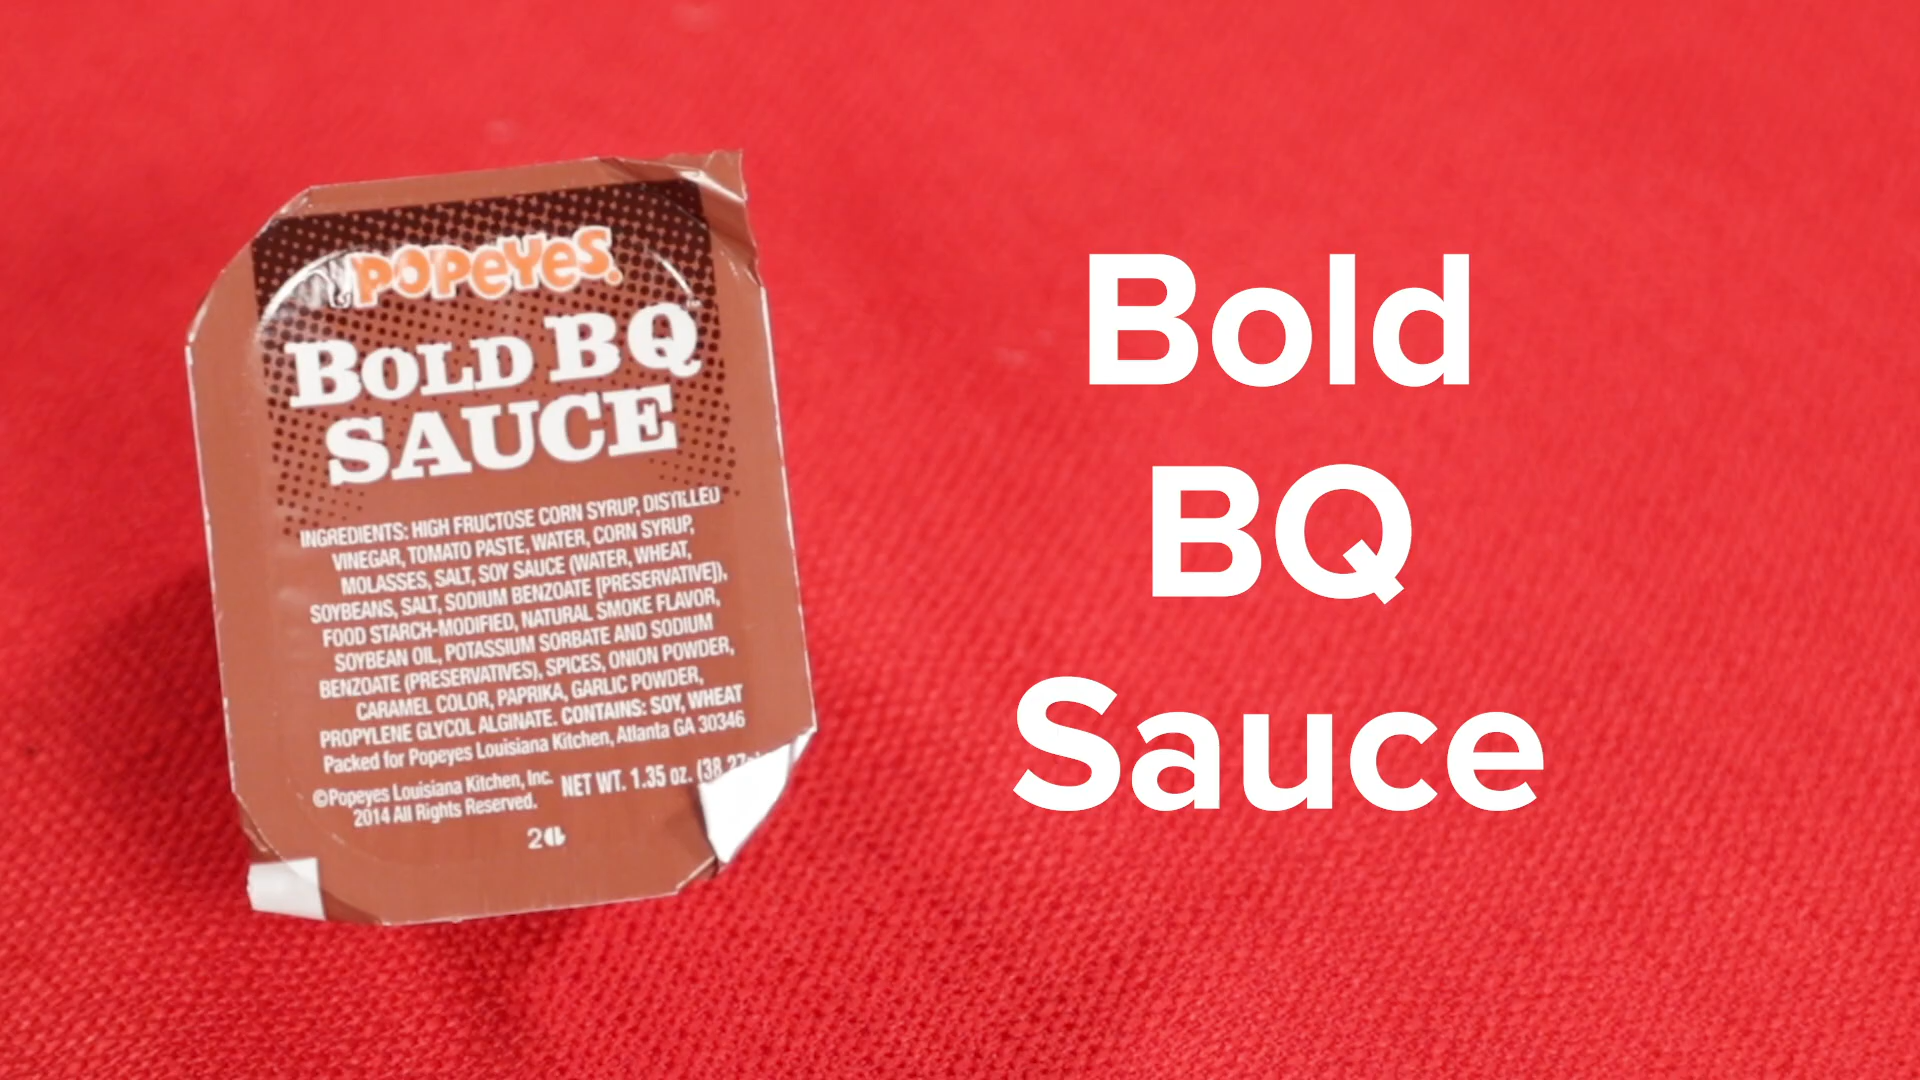 POPEYES
BOLD BQ™
SAUCE
INGREDIENTS: HIGH FRUCTOSE CORN SYRUP, DISTILLED
VINEGAR, TOMATO PASTE, WATER, CORN SYRUP,
MOLASSES, SALT, SOY SAUCE (WATER, WHEAT,
SOYBEANS, SALT, SODIUM BENZOATE [PRESERVATIVE]),
FOOD STARCH-MODIFIED, NATURAL SMOKE FLAVOR,
SOYBEAN OIL, POTASSIUM SORBATE AND SODIUM
BENZOATE (PRESERVATIVES), SPICES, ONION POWDER,
CARAMEL COLOR, PAPRIKA, GARLIC POWDER,
PROPYLENE GLYCOL ALGINATE. CONTAINS: SOY, WHEAT
Packed for Popeyes Louisiana Kitchen, Atlanta GA 30346
©Popeyes Louisiana Kitchen, Inc. NET WT. 1.35 oz. (38.27
2014 All Rights Reserved.
Bold
BQ
Sauce